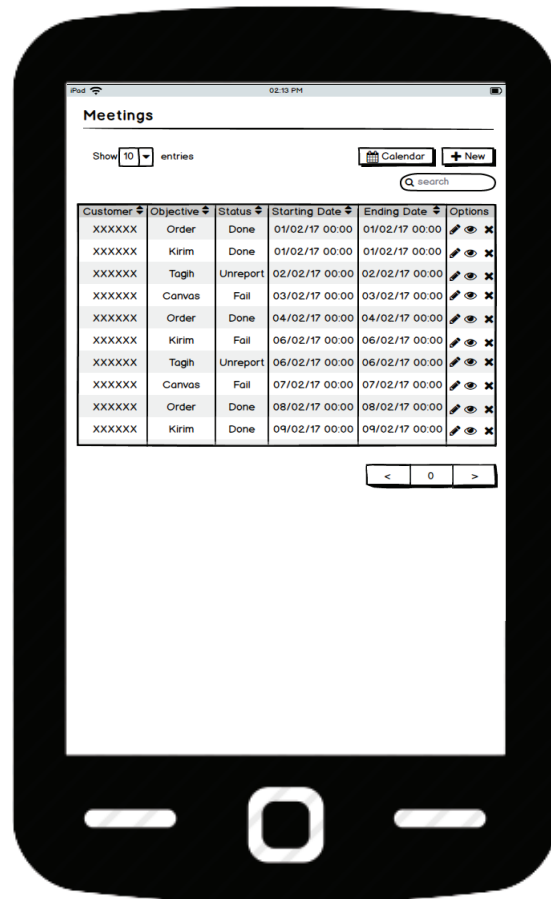 iPod 02:13 PM
Meetings
Show 10 entries Calendar New
search
Customer Objective Status Starting Date Ending Date Options
XXXXXX Order Done 01/02/17 00:00 01/02/17 00:00
XXXXXX Kirim Done 01/02/17 00:00 01/02/17 00:00
XXXXXX Tagih Unreport 02/02/17 00:00 02/02/17 00:00
XXXXXX Canvas Fail 03/02/17 00:00 03/02/17 00:00
XXXXXX Order Done 04/02/17 00:00 04/02/17 00:00
XXXXXX Kirim Fail 06/02/17 00:00 06/02/17 00:00
XXXXXX Tagih Unreport 06/02/17 00:00 06/02/17 00:00
XXXXXX Canvas Fail 07/02/17 00:00 07/02/17 00:00
XXXXXX Order Done 08/02/17 00:00 08/02/17 00:00
XXXXXX Kirim Done 09/02/17 00:00 09/02/17 00:00
< 0 >